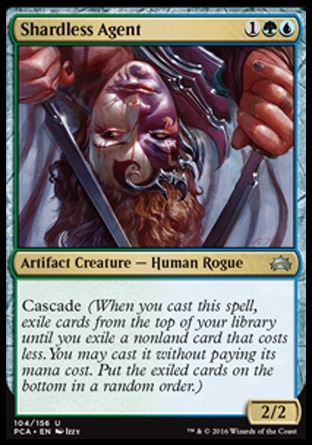 Shardless Agent 1
Artifact Creature — Human Rogue
Cascade (When you cast this spell,
exile cards from the top of your library
until you exile a nonland card that costs
less. You may cast it without paying its
mana cost. Put the exiled cards on the
bottom in a random order.)
2/2
104/156 U
PCA • EN Izzy
™ & © 2016 Wizards of the Coast